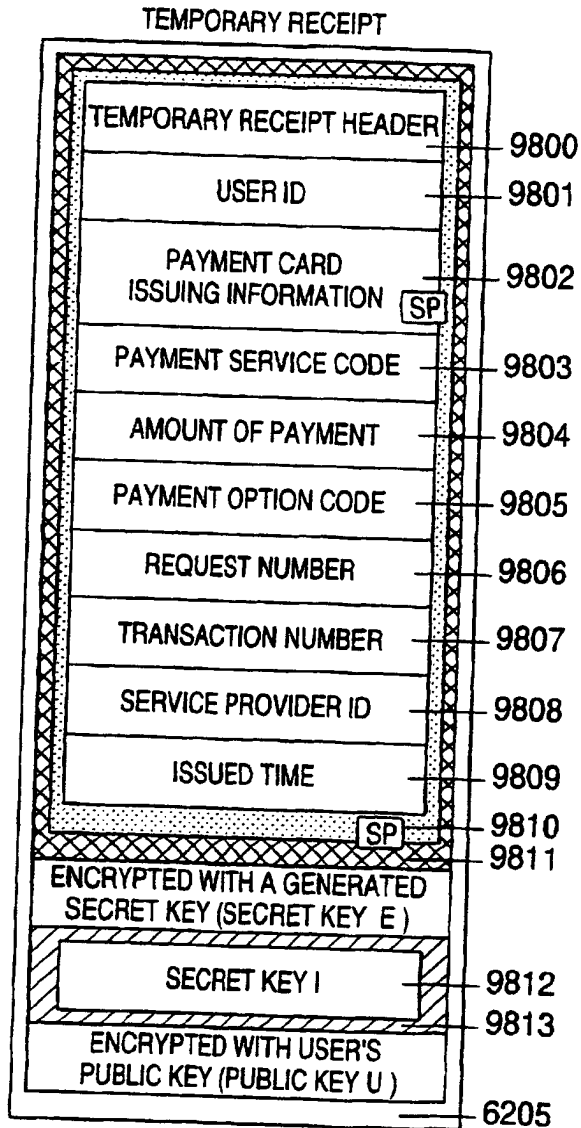 TEMPORARY RECEIPT
TEMPORARY RECEIPT HEADER
9800
USER ID
9801
PAYMENT CARD
ISSUING INFORMATION
9802
SP
PAYMENT SERVICE CODE
9803
AMOUNT OF PAYMENT
9804
PAYMENT OPTION CODE
9805
REQUEST NUMBER
9806
TRANSACTION NUMBER
9807
SERVICE PROVIDER ID
9808
ISSUED TIME
9809
SP
9810
9811
ENCRYPTED WITH A GENERATED
SECRET KEY (SECRET KEY E )
SECRET KEY I
9812
9813
ENCRYPTED WITH USER'S
PUBLIC KEY (PUBLIC KEY U )
6205